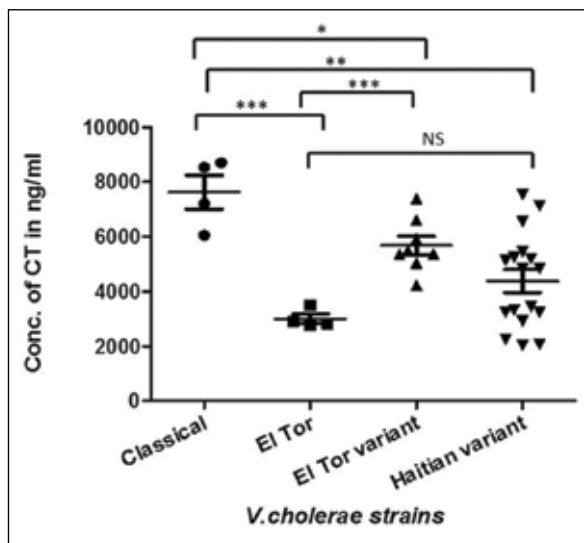 *
**
***
***
NS
10000
8000
6000
4000
2000
0
Conc. of CT in ng/ml
Classical
El Tor
El Tor variant
Haitian variant
V.cholerae strains